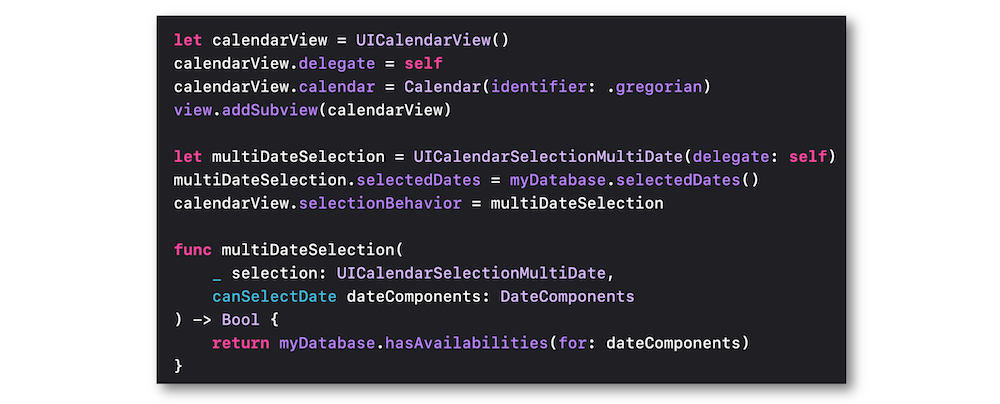 let calendarView = UICalendarView()
calendarView.delegate = self
calendarView.calendar = Calendar(identifier: .gregorian)
view.addSubview(calendarView)

let multiDateSelection = UICalendarSelectionMultiDate(delegate: self)
multiDateSelection.selectedDates = myDatabase.selectedDates()
calendarView.selectionBehavior = multiDateSelection

func multiDateSelection(
    _ selection: UICalendarSelectionMultiDate,
    canSelectDate dateComponents: DateComponents
) -> Bool {
    return myDatabase.hasAvailabilities(for: dateComponents)
}